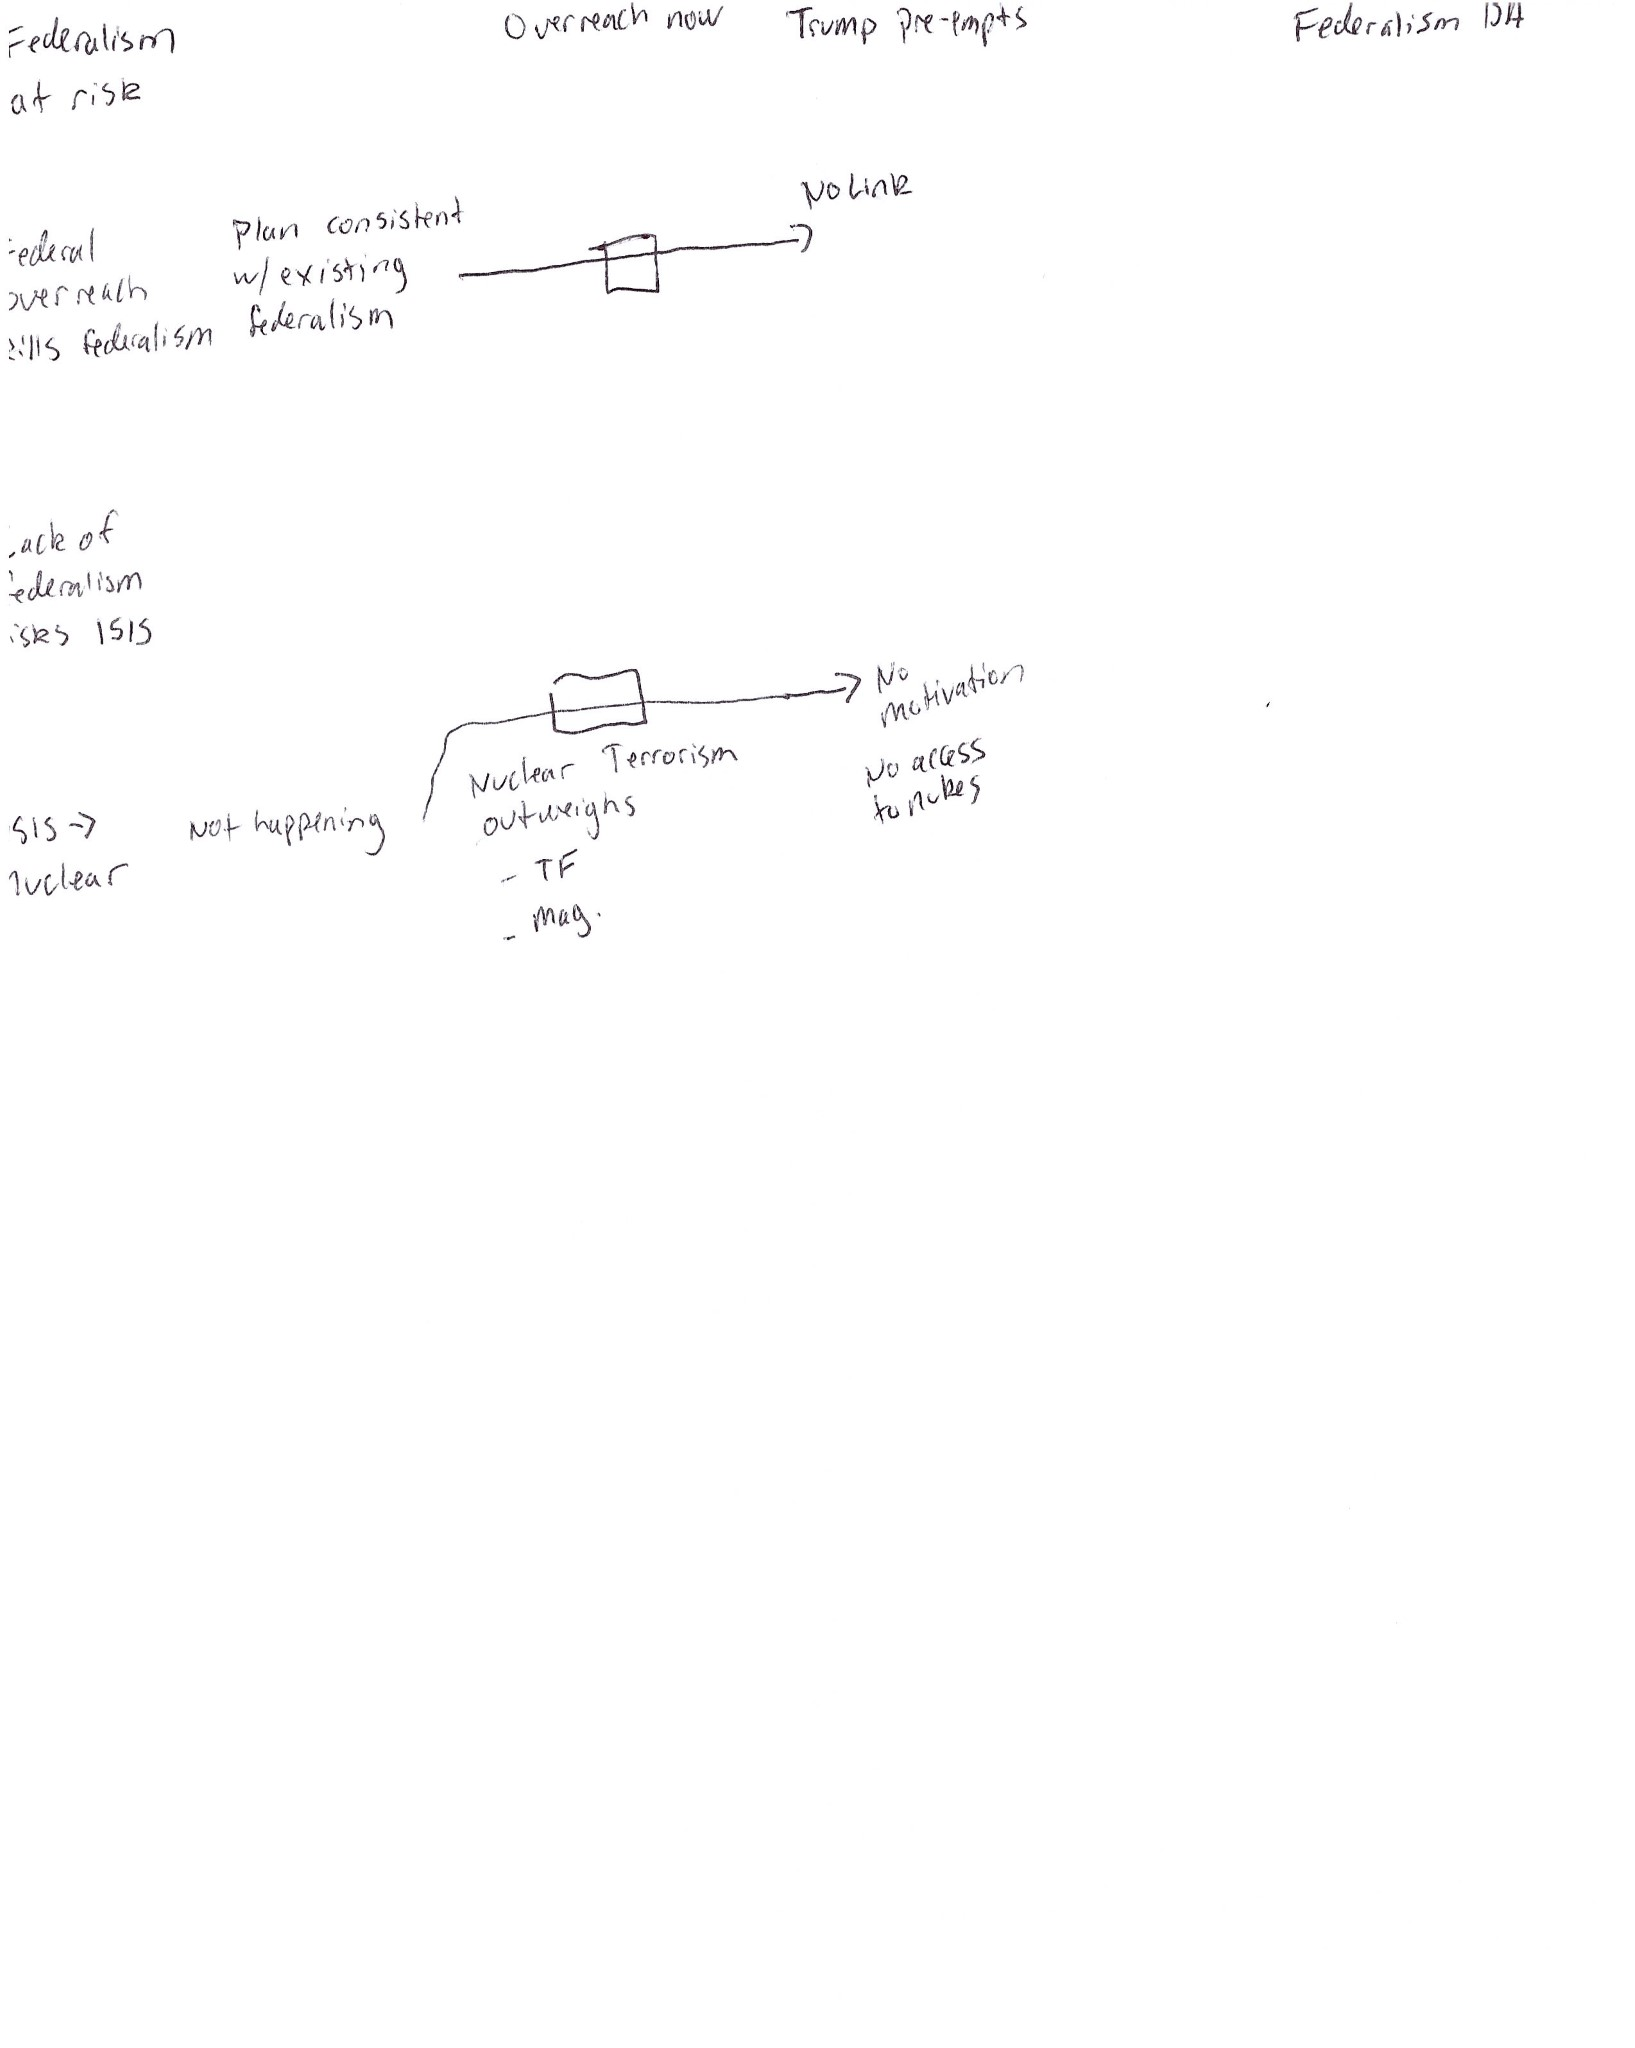 Federalism
at risk
Overreach now
Trump Pre-empts
Federalism DA
No Link
Federal
overreach
kills federalism
Plan consistent
w/ existing
federalism
Lack of
federalism
risks ISIS
No
motivation
No access
to nukes
ISIS →
nuclear
Not happening
Nuclear Terrorism
outweighs
- TF
- Mag.